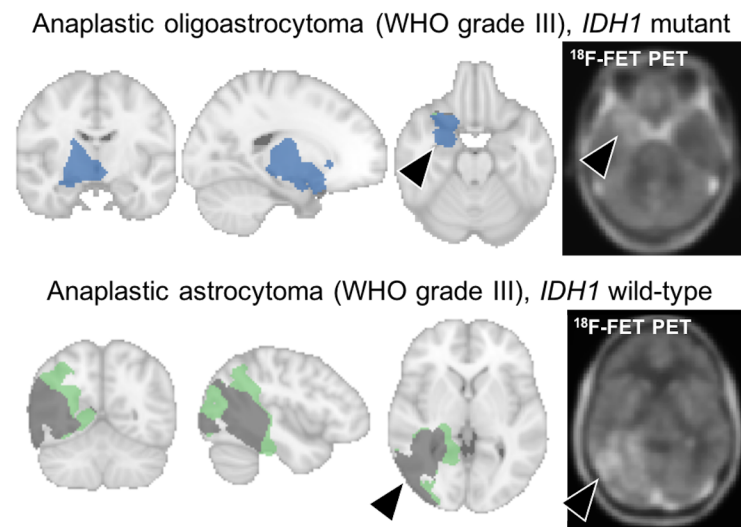 Anaplastic oligoastrocytoma (WHO grade III), IDH1 mutant
18F-FET PET
Anaplastic astrocytoma (WHO grade III), IDH1 wild-type
18F-FET PET